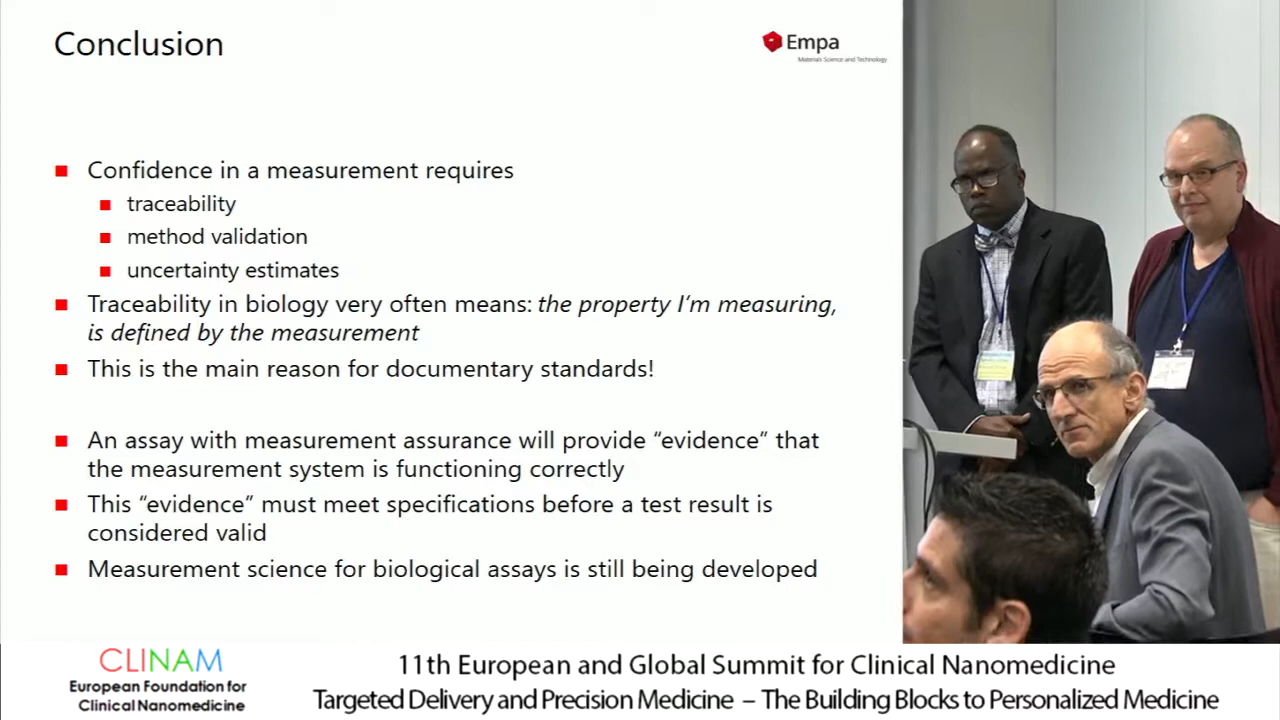 Conclusion
Empa
Materials Science and Technology
Confidence in a measurement requires
traceability
method validation
uncertainty estimates
Traceability in biology very often means: the property I’m measuring,
is defined by the measurement
This is the main reason for documentary standards!
An assay with measurement assurance will provide “evidence” that
the measurement system is functioning correctly
This “evidence” must meet specifications before a test result is
considered valid
Measurement science for biological assays is still being developed
CLINAM
European Foundation for
Clinical Nanomedicine
11th European and Global Summit for Clinical Nanomedicine
Targeted Delivery and Precision Medicine – The Building Blocks to Personalized Medicine